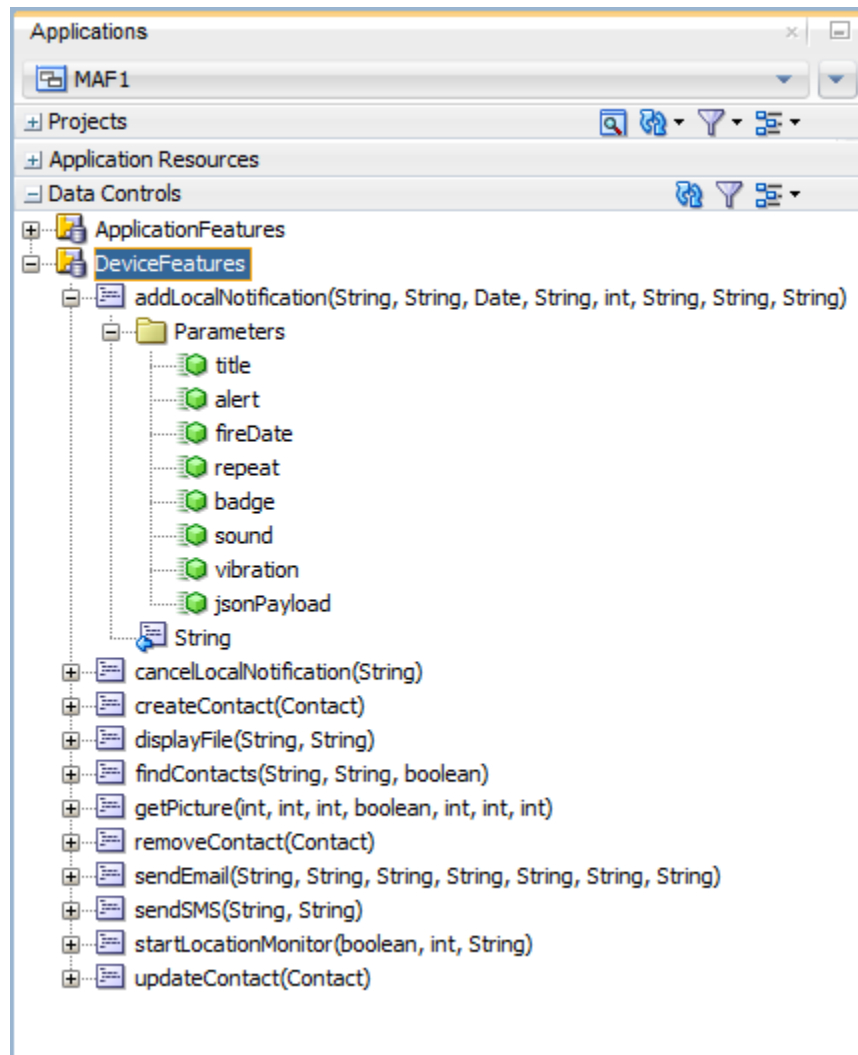 Applications
MAF1
Projects
Application Resources
Data Controls
ApplicationFeatures
DeviceFeatures
addLocalNotification(String, String, Date, String, int, String, String, String)
Parameters
title
alert
fireDate
repeat
badge
sound
vibration
jsonPayload
String
cancelLocalNotification(String)
createContact(Contact)
displayFile(String, String)
findContacts(String, String, boolean)
getPicture(int, int, int, boolean, int, int, int)
removeContact(Contact)
sendEmail(String, String, String, String, String, String, String)
sendSMS(String, String)
startLocationMonitor(boolean, int, String)
updateContact(Contact)